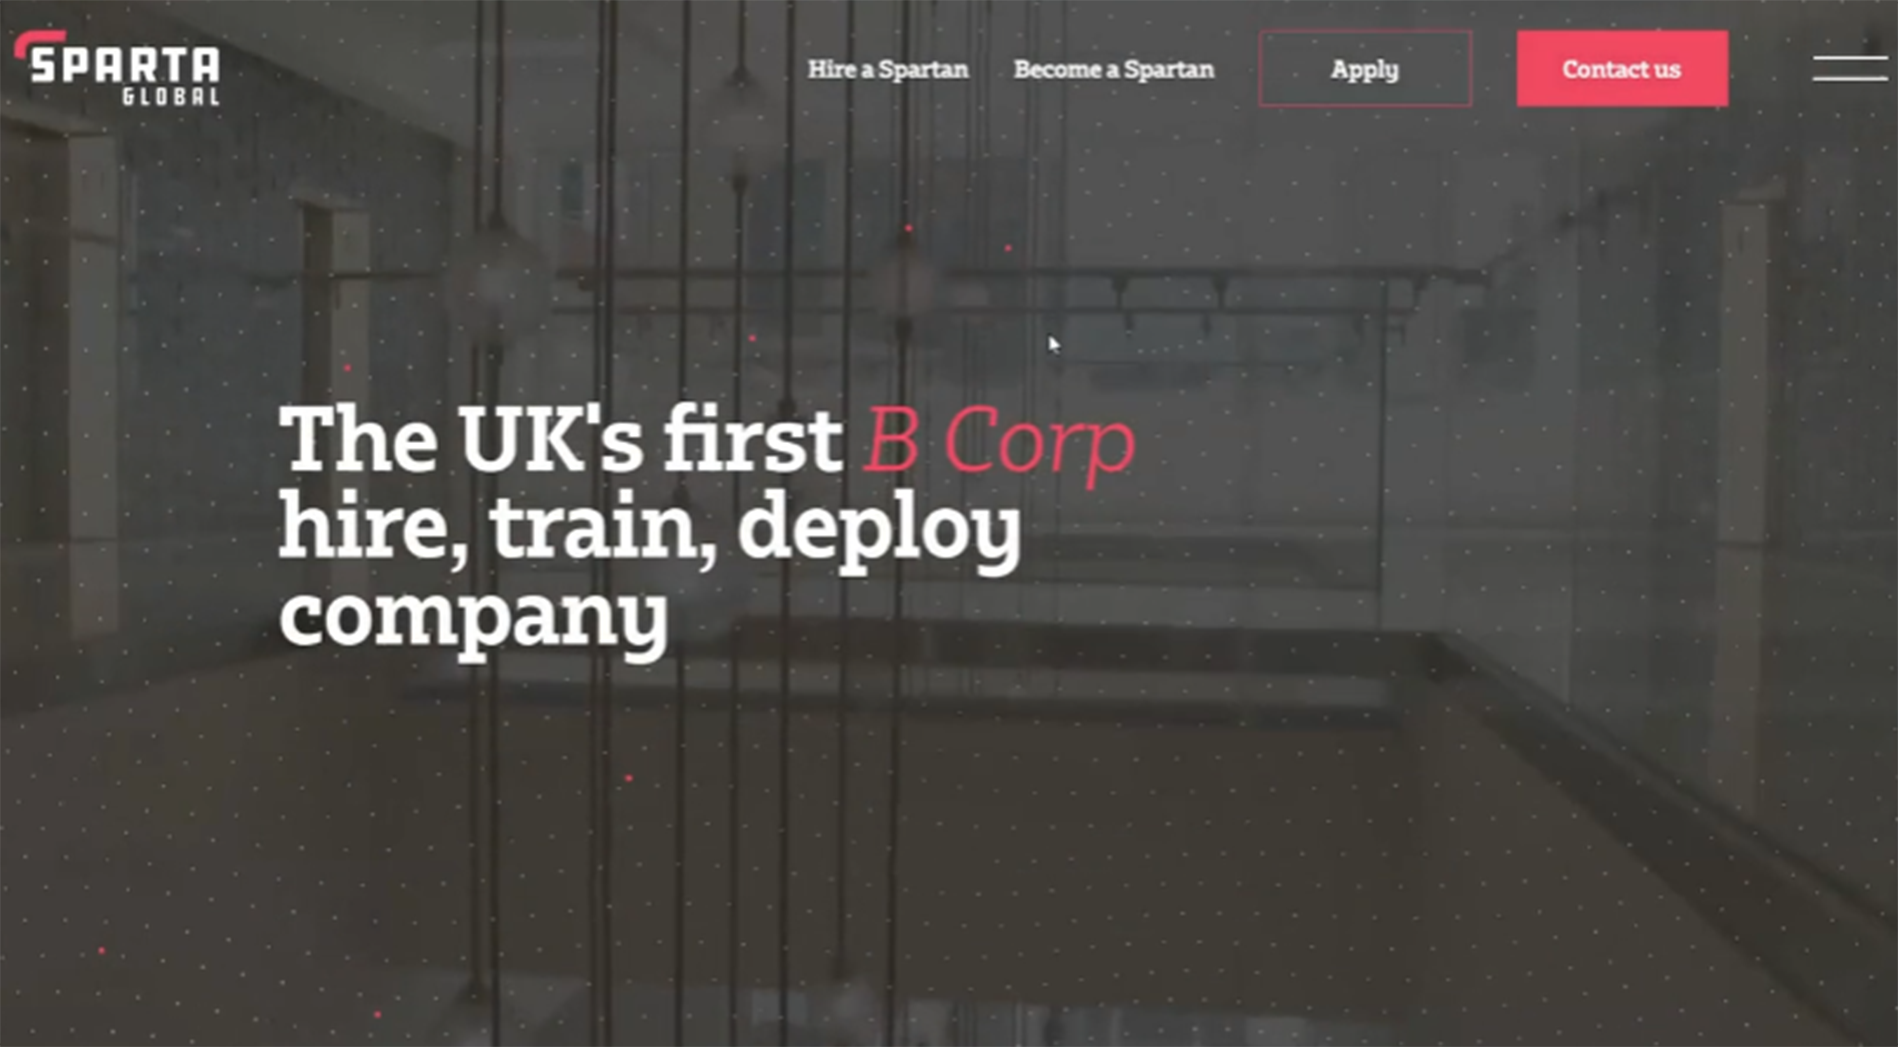 SPARTA
GLOBAL
Hire a Spartan
Become a Spartan
Apply
Contact us
The UK's first B Corp
hire, train, deploy
company